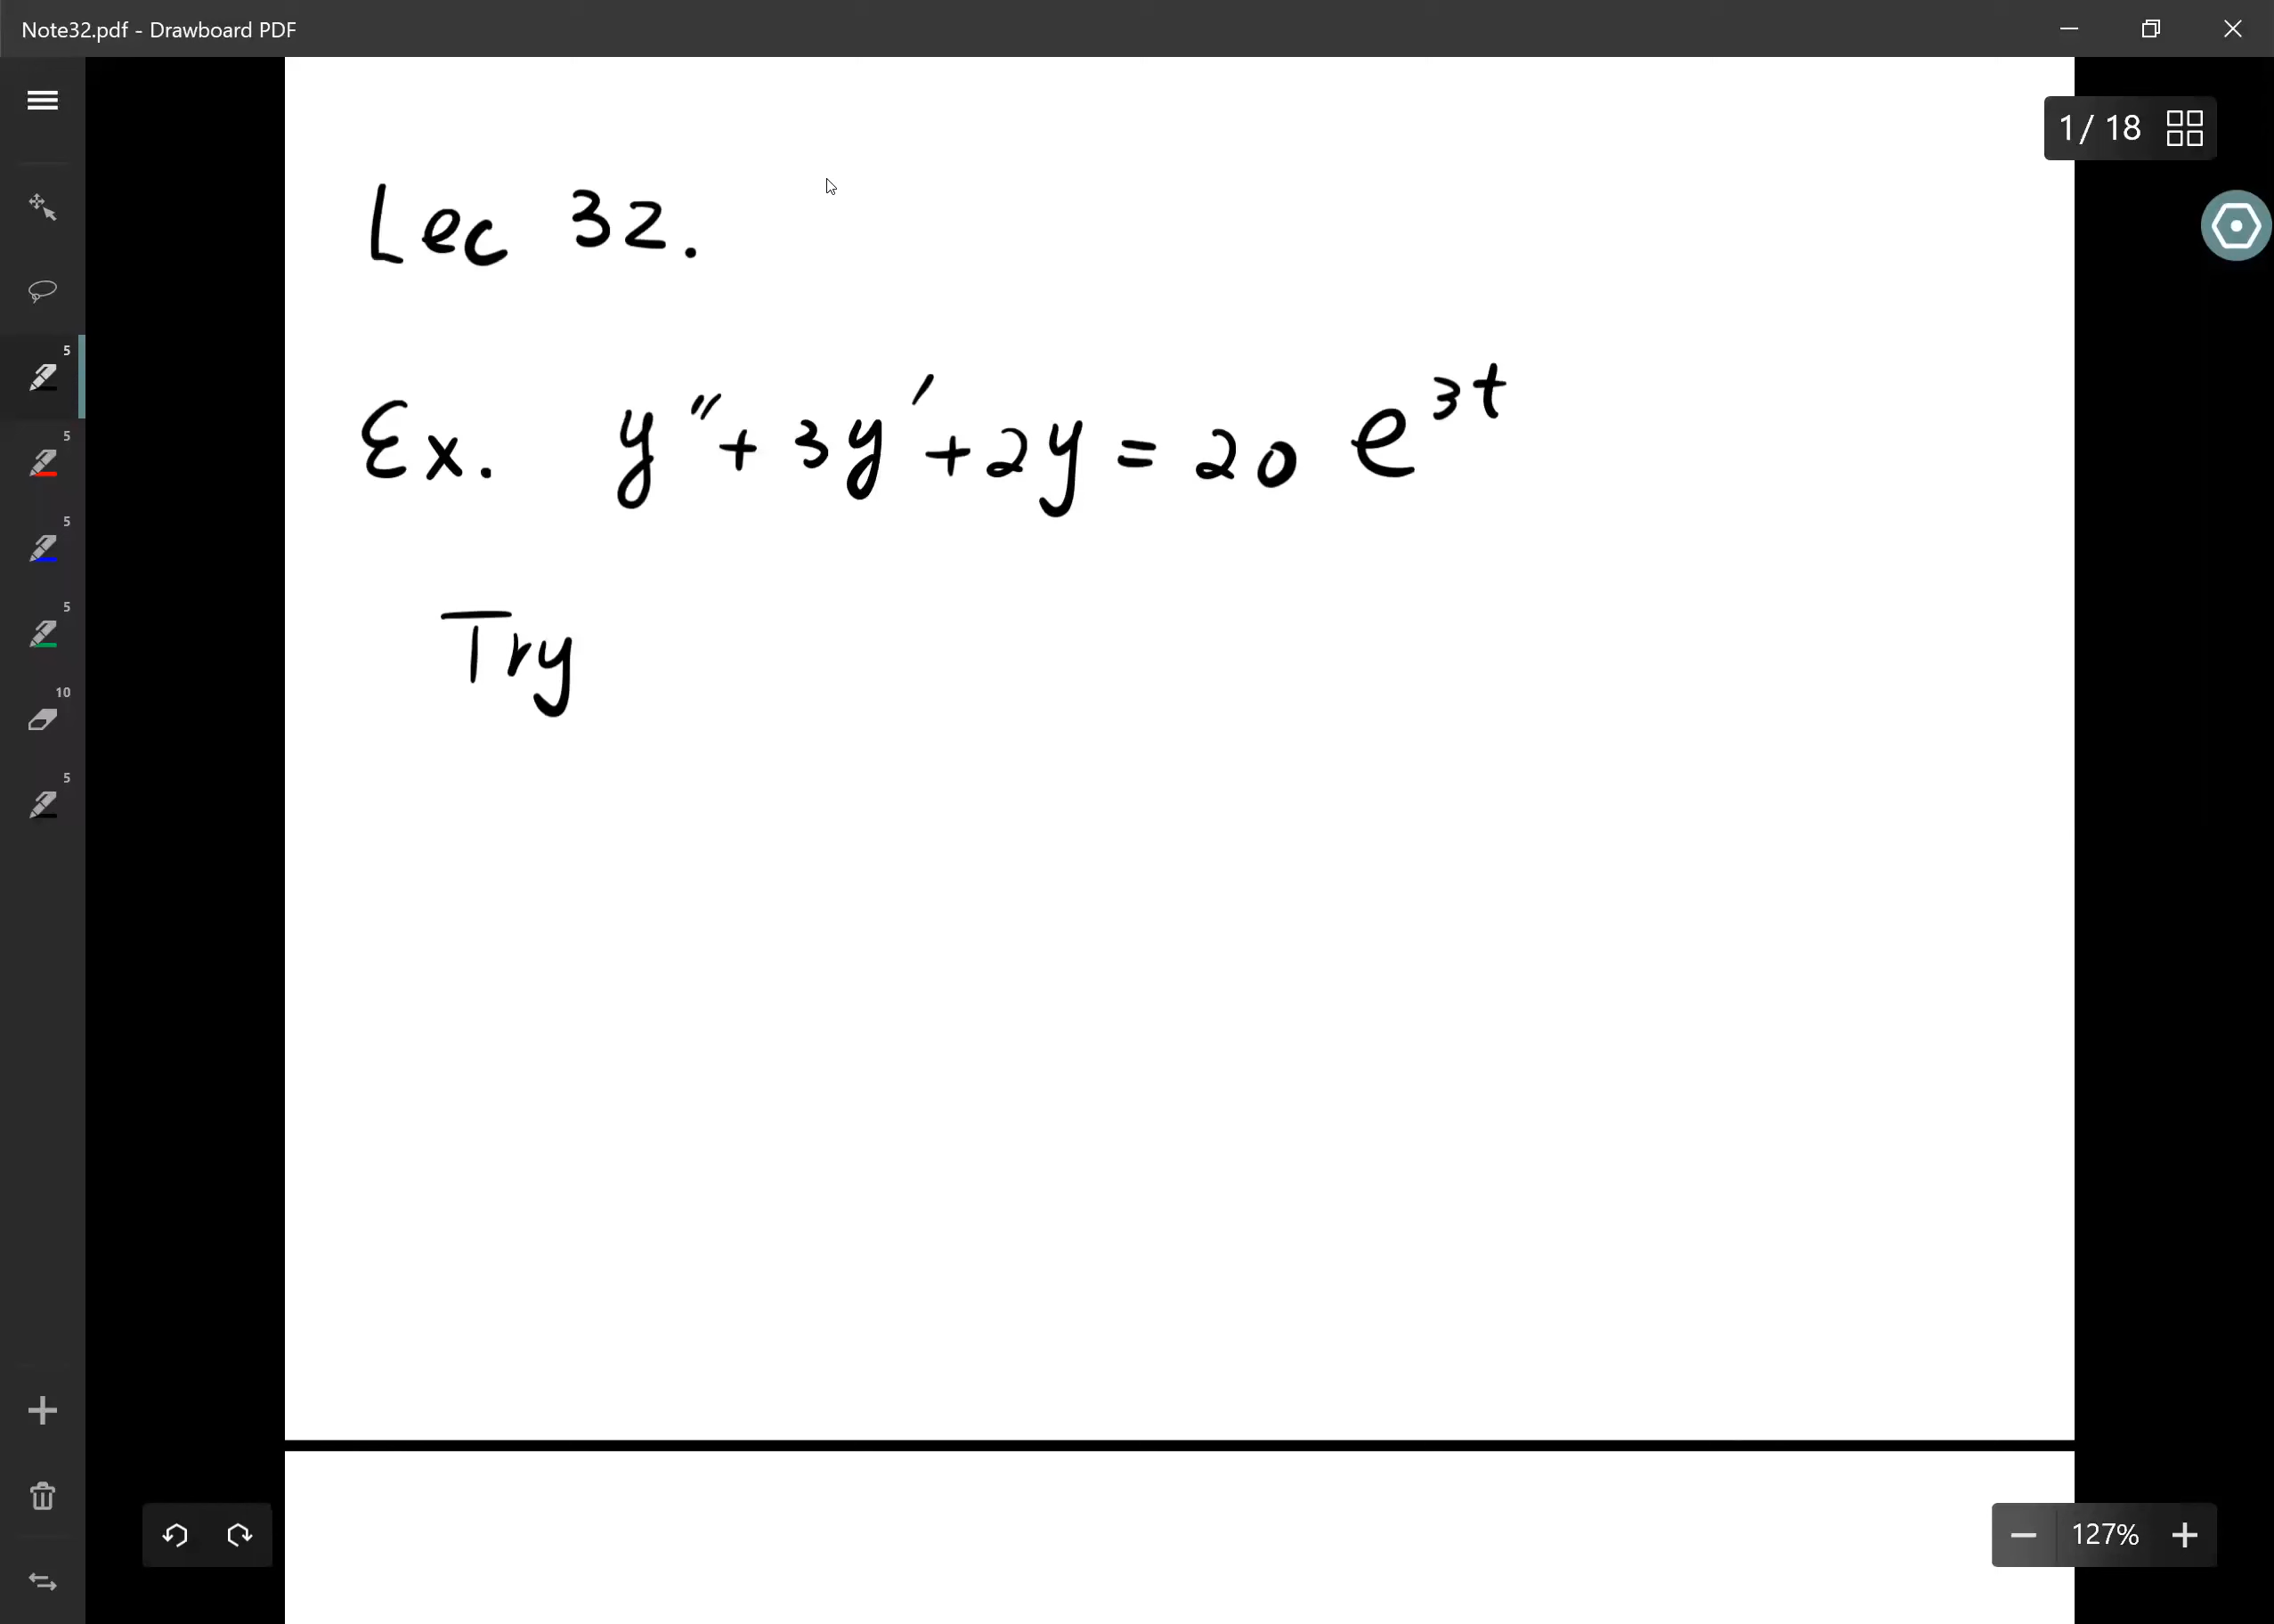 Note32.pdf - Drawboard PDF
1 / 18
Lec 32.
5
Ex. y" + 3y' + 2y = 20 e^{3t}
5
5
5
Try
10
5
127%